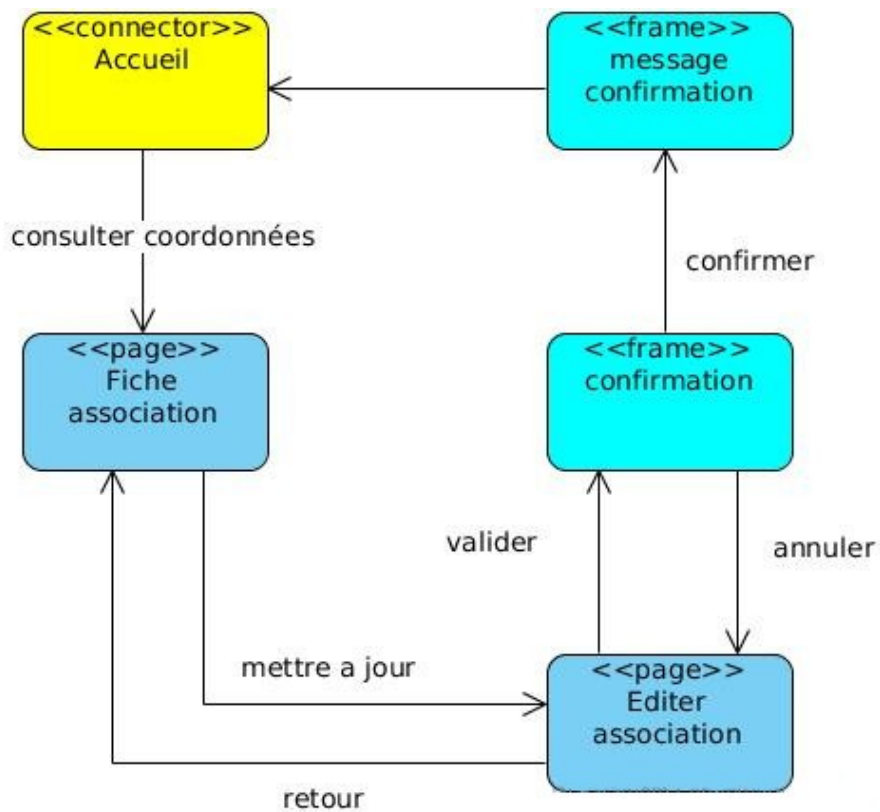 <<connector>>
Accueil
<<frame>>
message
confirmation
consulter coordonnées
confirmer
<<page>>
Fiche
association
<<frame>>
confirmation
valider
annuler
mettre a jour
<<page>>
Editer
association
retour